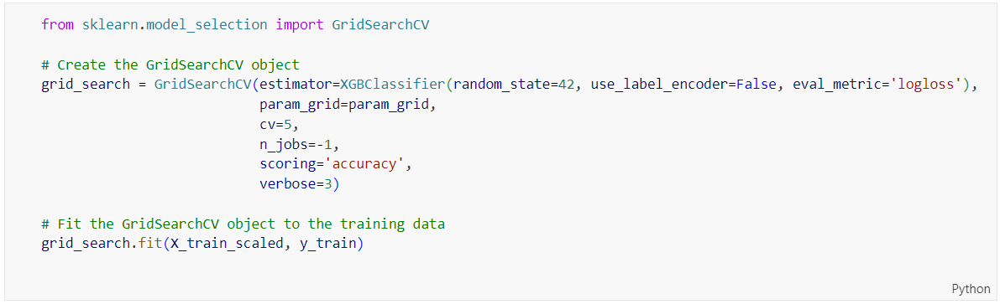 from sklearn.model_selection import GridSearchCV
# Create the GridSearchCV object
grid_search = GridSearchCV(estimator=XGBClassifier(random_state=42, use_label_encoder=False, eval_metric='logloss'),
param_grid=param_grid,
cv=5,
n_jobs=-1,
scoring='accuracy',
verbose=3)
# Fit the GridSearchCV object to the training data
grid_search.fit(X_train_scaled, y_train)
Python